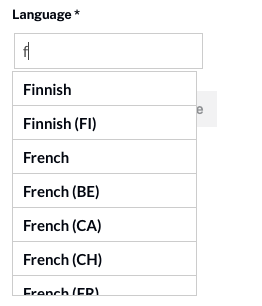 Language *
f
e
Finnish
Finnish (FI)
French
French (BE)
French (CA)
French (CH)
French (FR)